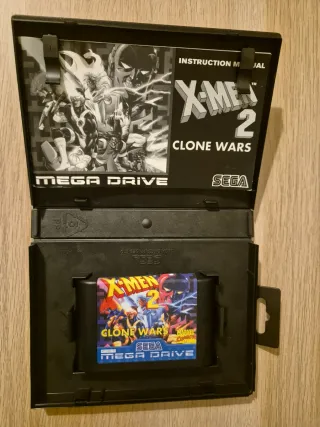 INSTRUCTION MANUAL
X-MEN
2
CLONE WARS
MEGA DRIVE
SEGA
X-MEN
2
CLONE WARS
SEGA
MEGA DRIVE